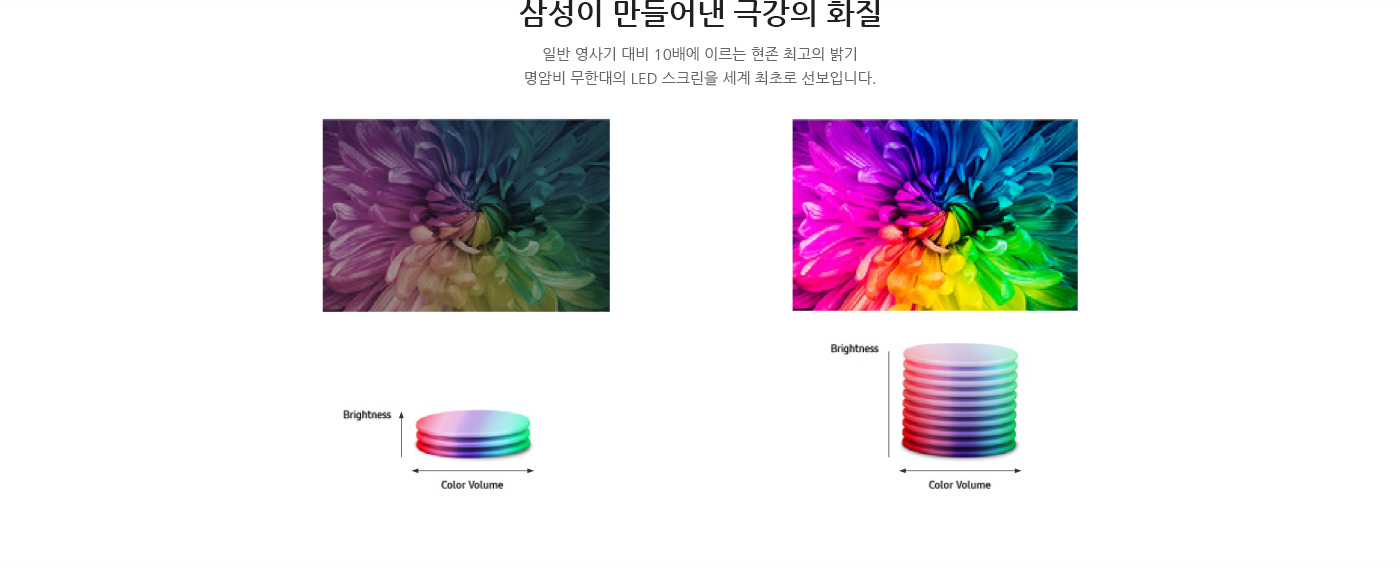 삼성이 만들어낸 극강의 화질
일반 영사기 대비 10배에 이르는 현존 최고의 밝기
명암비 무한대의 LED 스크린을 세계 최초로 선보입니다.
Brightness
Color Volume
Brightness
Color Volume